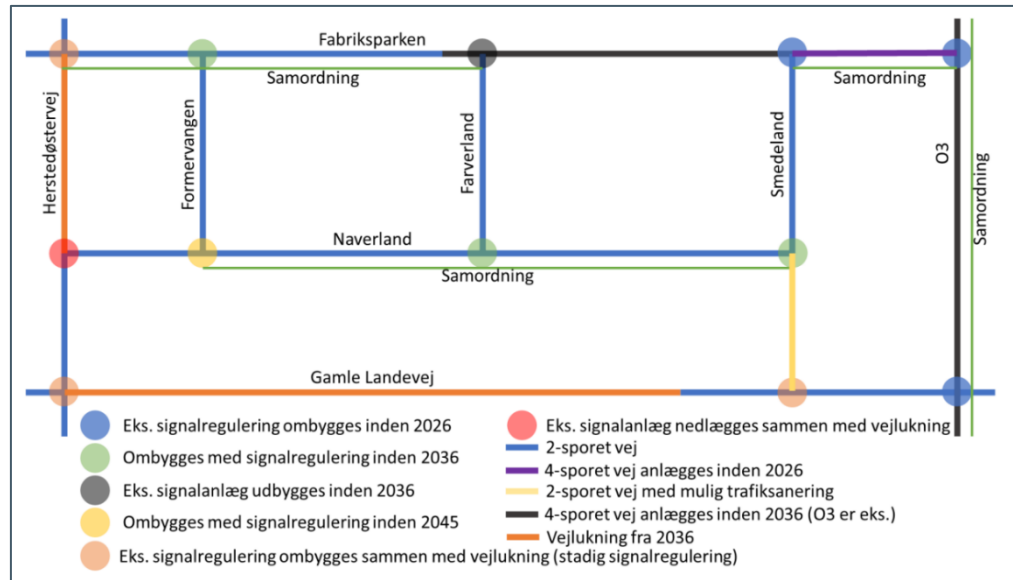 Fabriksparken
Samordning
Samordning
Herstedøstervej
Formervangen
Farverland
Smedeland
O3
Samordning
Naverland
Samordning
Gamle Landevej
Eks. signalregulering ombygges inden 2026
Ombygges med signalregulering inden 2036
Eks. signalanlæg udbygges inden 2036
Ombygges med signalregulering inden 2045
Eks. signalregulering ombygges sammen med vejlukning (stadig signalregulering)
Eks. signalanlæg nedlægges sammen med vejlukning
2-sporet vej
4-sporet vej anlægges inden 2026
2-sporet vej med mulig trafiksanering
4-sporet vej anlægges inden 2036 (O3 er eks.)
Vejlukning fra 2036